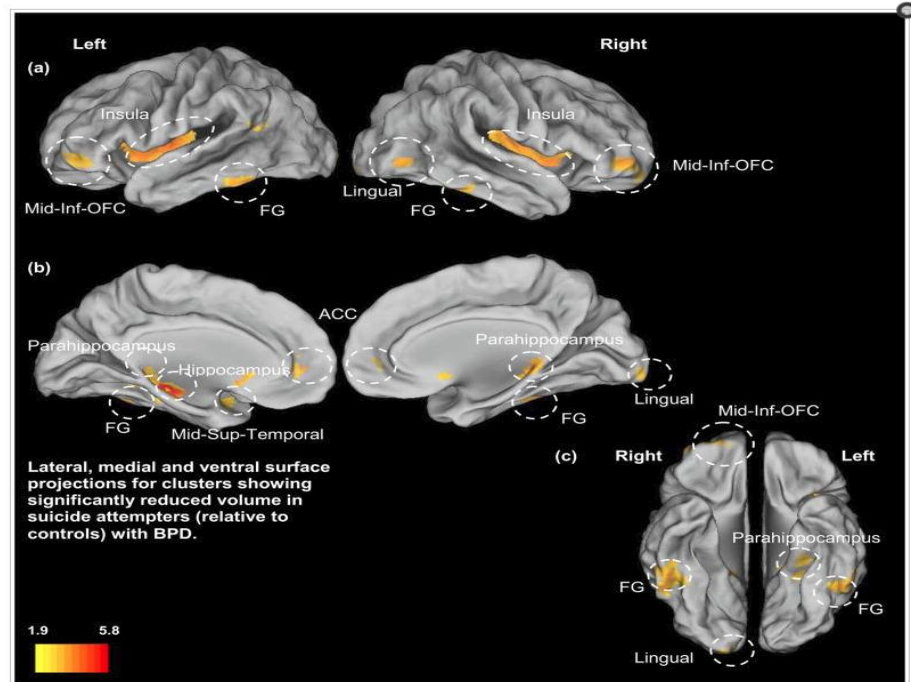 Left
Right
(a)
Insula
Insula
Mid-Inf-OFC
FG
Lingual
FG
Mid-Inf-OFC
(b)
ACC
Parahippocampus
Hippocampus
FG
Mid-Sup-Temporal
Parahippocampus
FG
Lingual
Lateral, medial and ventral surface
projections for clusters showing
significantly reduced volume in
suicide attempters (relative to
controls) with BPD.
1.9
5.8
(c)
Mid-Inf-OFC
Right
Left
Parahippocampus
FG
FG
Lingual